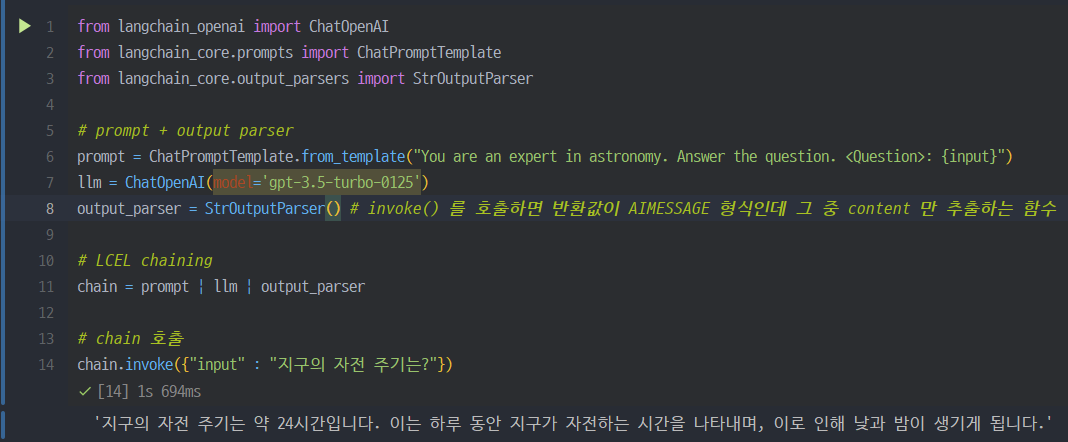 1 from langchain_openai import ChatOpenAI
2 from langchain_core.prompts import ChatPromptTemplate
3 from langchain_core.output_parsers import StrOutputParser
4
5 # prompt + output parser
6 prompt = ChatPromptTemplate.from_template("You are an expert in astronomy. Answer the question. <Question>: {input}")
7 llm = ChatOpenAI(model='gpt-3.5-turbo-0125')
8 output_parser = StrOutputParser() # invoke() 를 호출하면 반환값이 AIMESSAGE 형식인데 그 중 content 만 추출하는 함수
9
10 # LCEL chaining
11 chain = prompt | llm | output_parser
12
13 # chain 호출
14 chain.invoke({"input" : "지구의 자전 주기는?"})
✓ [14] 1s 694ms
'지구의 자전 주기는 약 24시간입니다. 이는 하루 동안 지구가 자전하는 시간을 나타내며, 이로 인해 낮과 밤이 생기게 됩니다.'